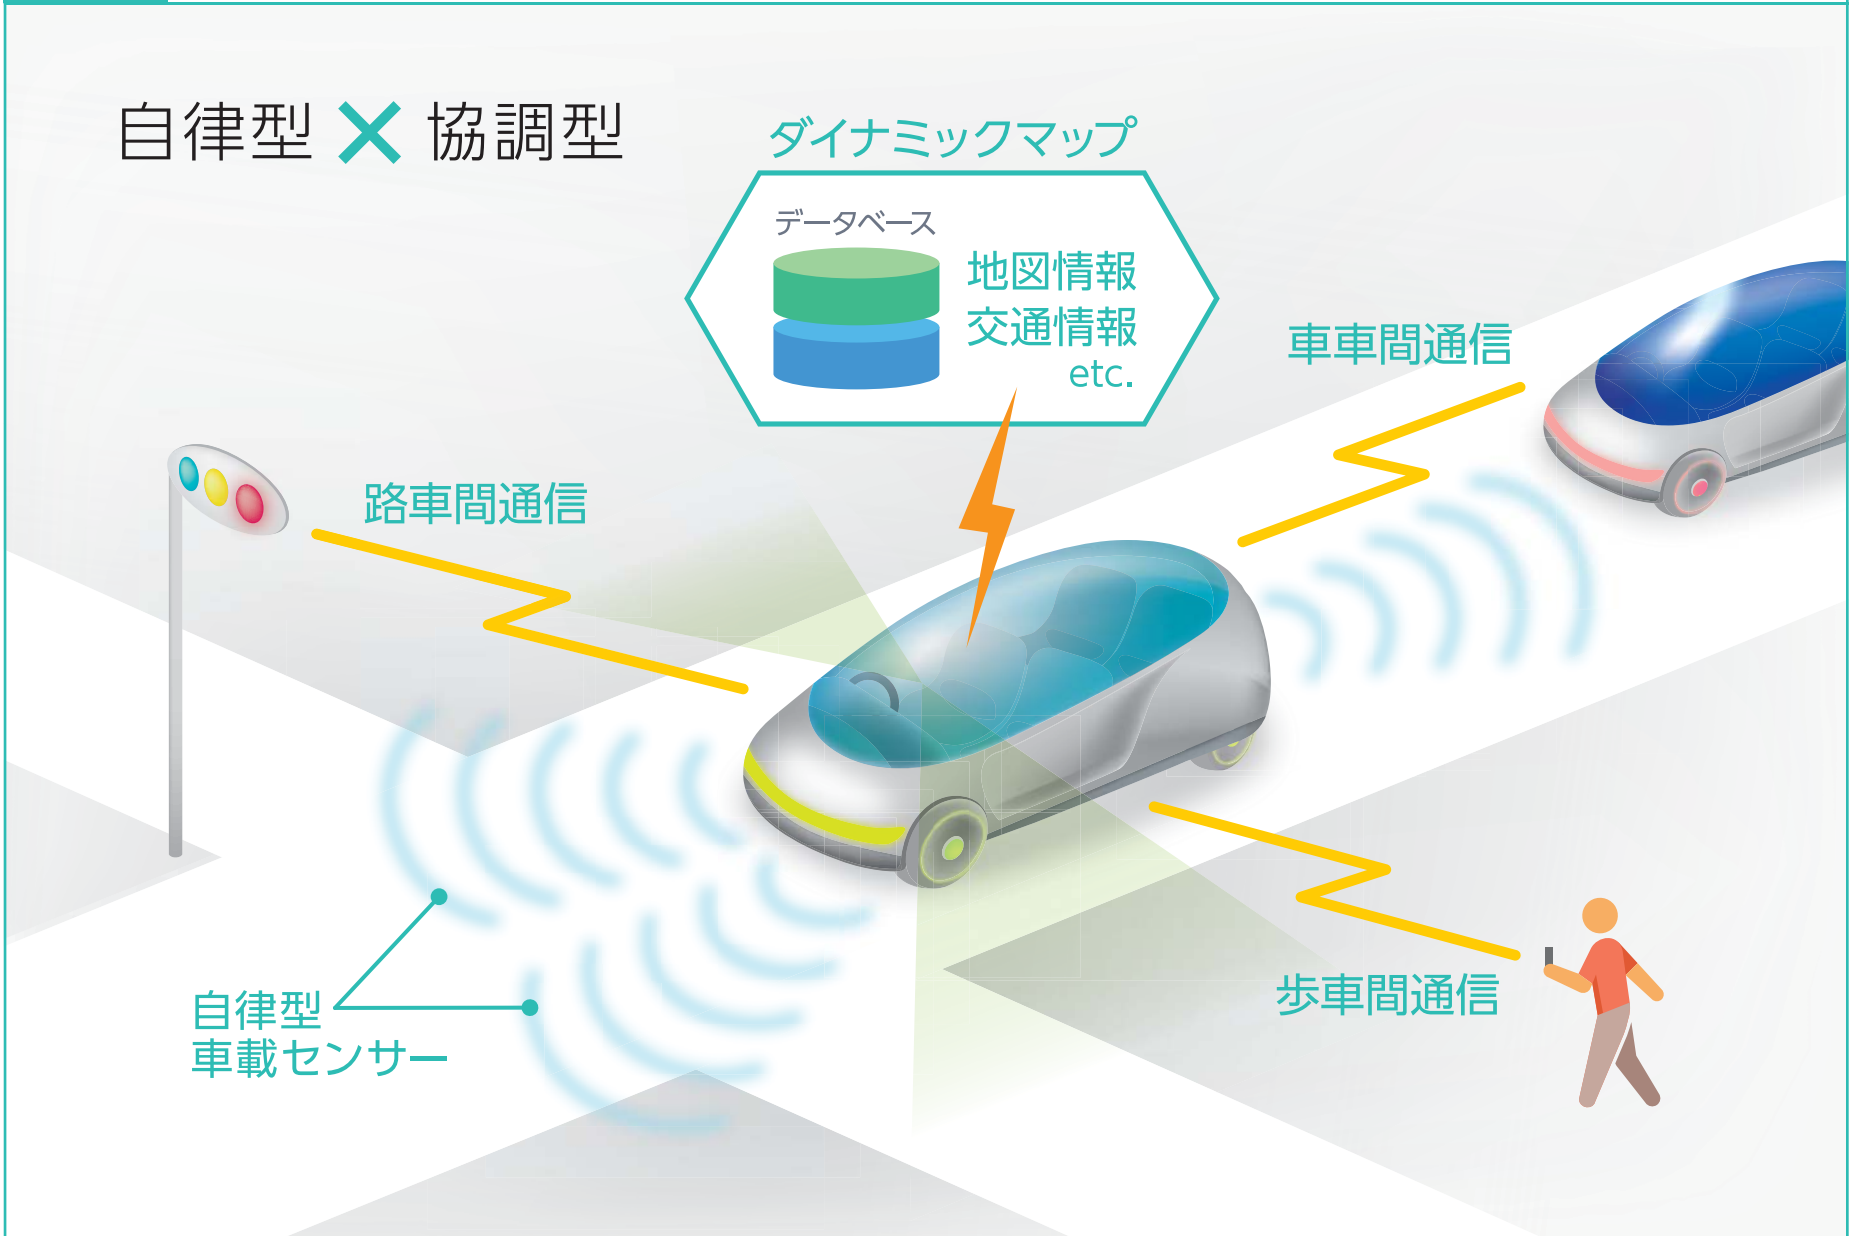 自律型×協調型
ダイナミックマップ
データベース
地図情報
交通情報
etc.
車車間通信
路車間通信
歩車間通信
自律型
車載センサー